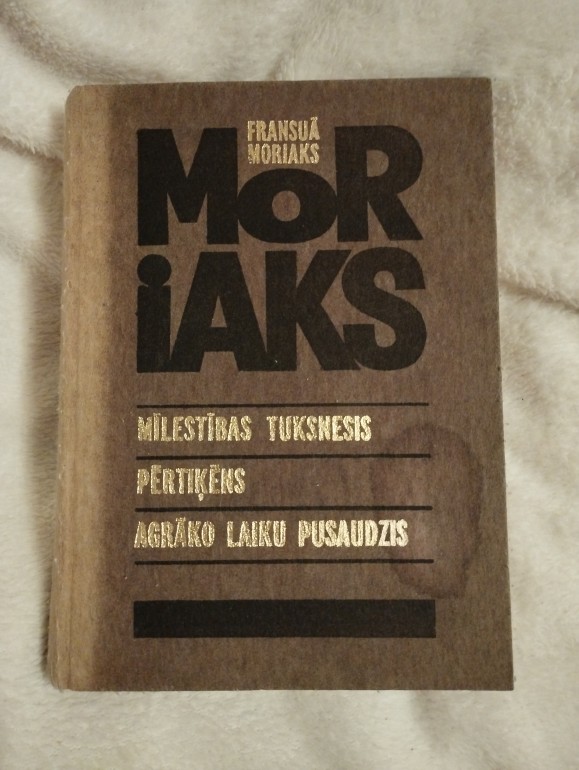 FRANSUĀ
MORIAKS
MoR
iAKS
MĪLESTĪBAS TUKSNESIS
PĒRTIĶĒNS
AGRĀKO LAIKU PUSAUDZIS